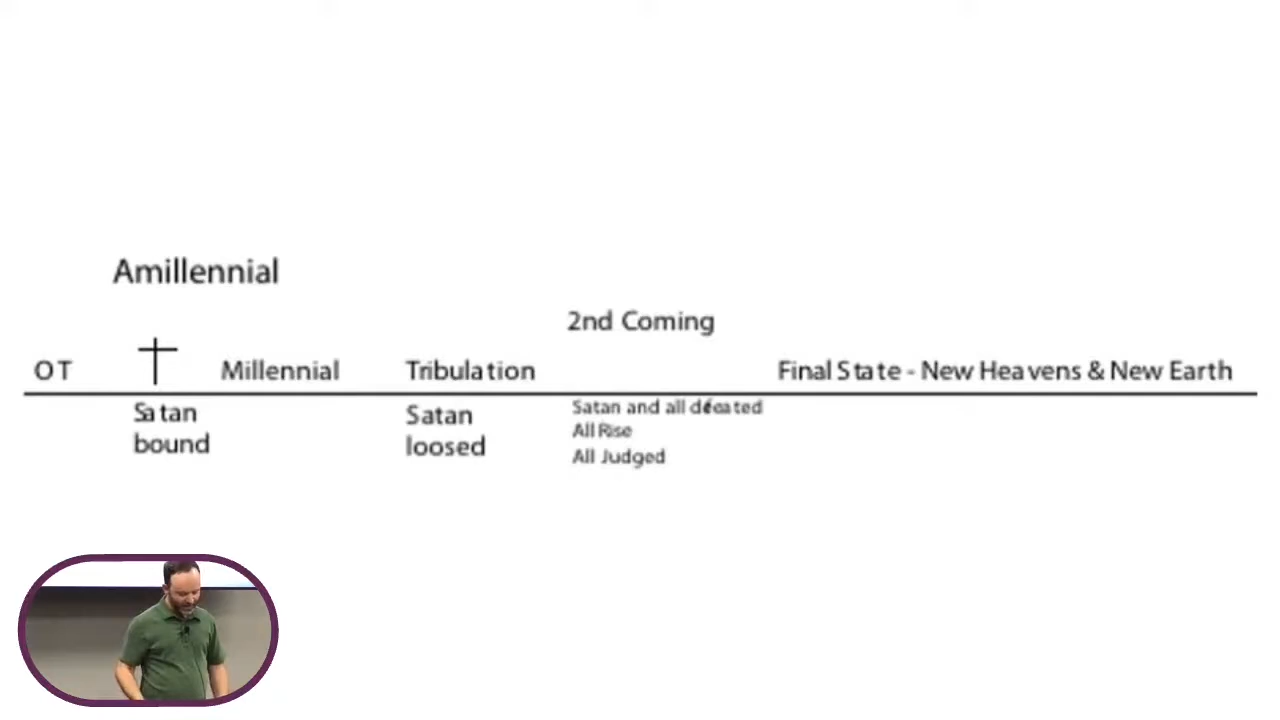 Amillennial
2nd Coming
OT Millennial Tribulation Final State - New Heavens & New Earth
Satan bound
Satan loosed
Satan and all defeated
All Rise
All Judged